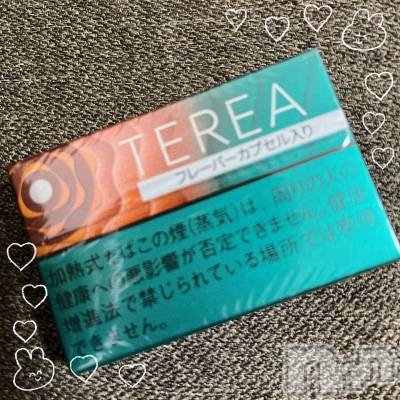 TEREA
フレーバーカプセル入り
加熱式たばこの煙(蒸気)は、周りの人の
健康への悪影響が否定できません。健康
増進法で禁じられている場所では喫煙
できません。